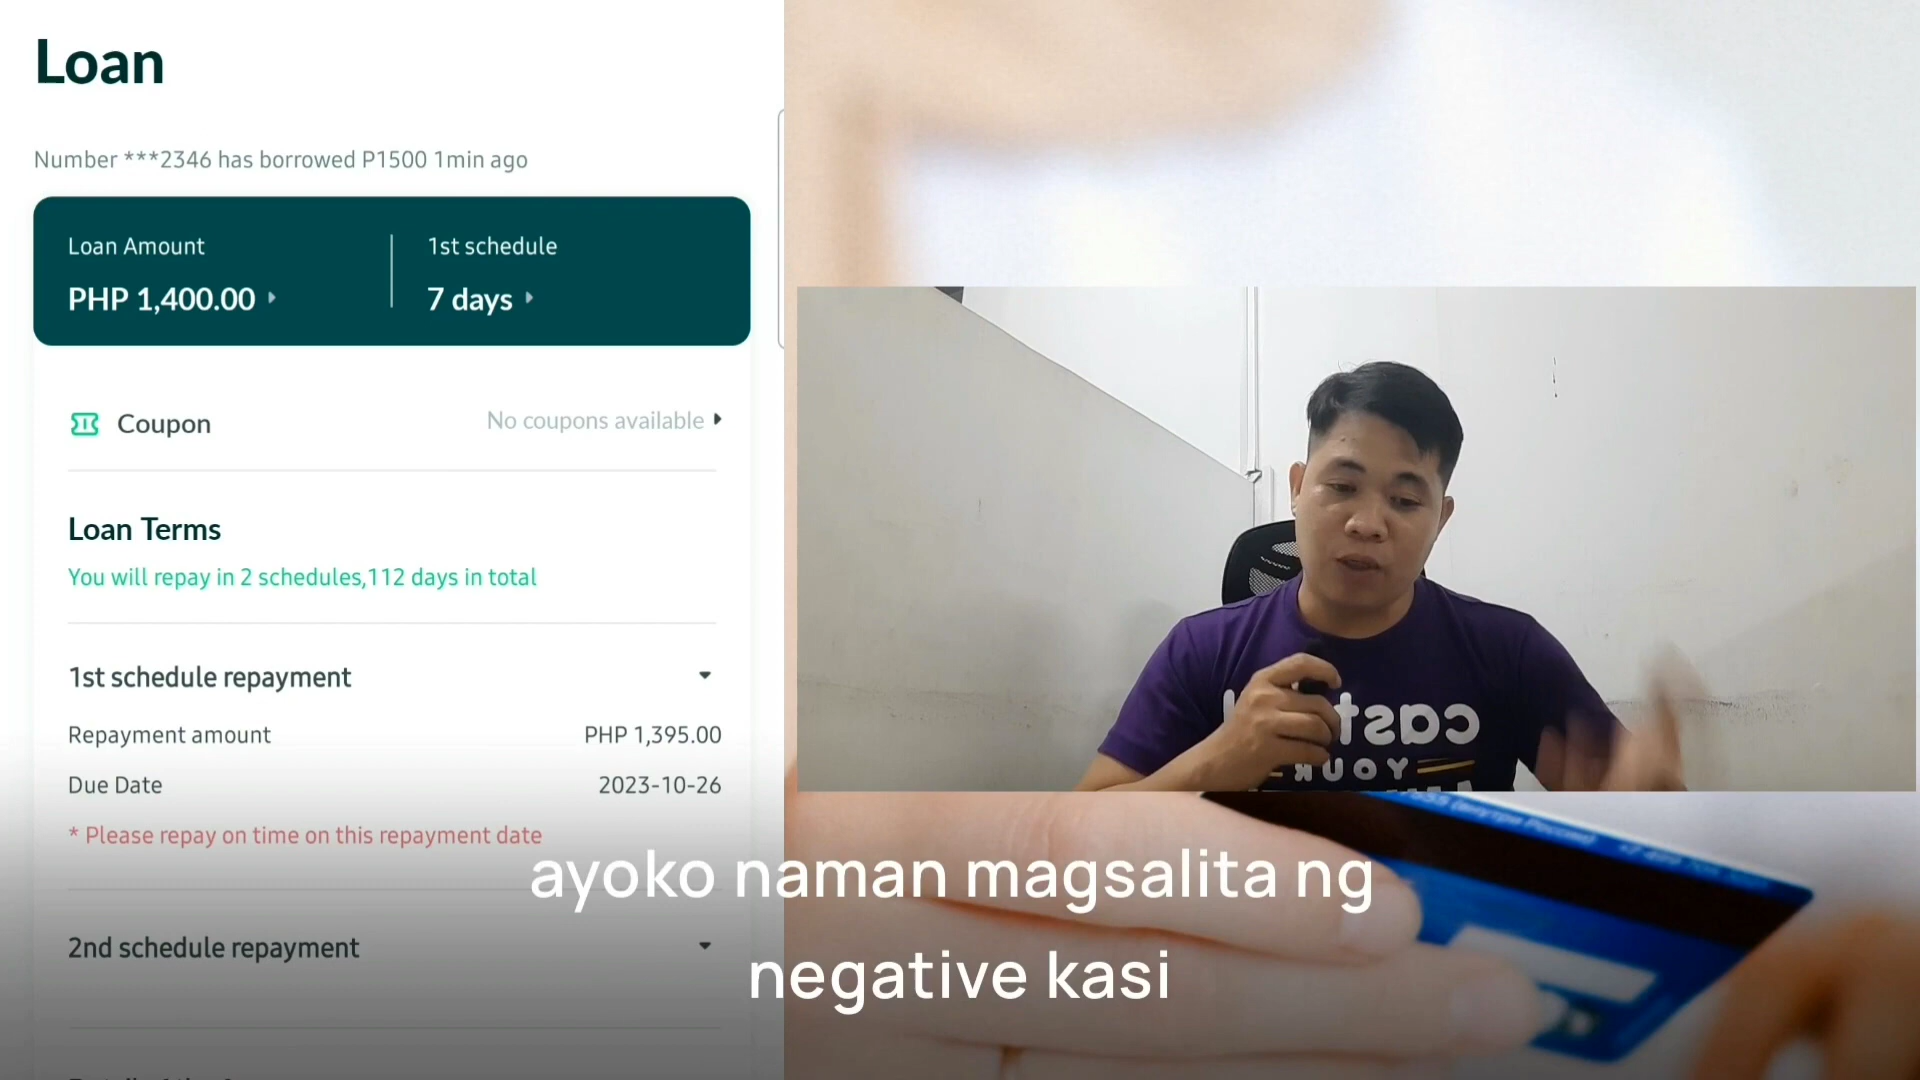 Loan
Number ***2346 has borrowed P1500 1min ago
Loan Amount
1st schedule
PHP 1,400.00
7 days
Coupon
No coupons available
Loan Terms
You will repay in 2 schedules,112 days in total
1st schedule repayment
Repayment amount
PHP 1,395.00
Due Date
2023-10-26
* Please repay on time on this repayment date
2nd schedule repayment
YOUR
ayoko naman magsalita ng
negative kasi